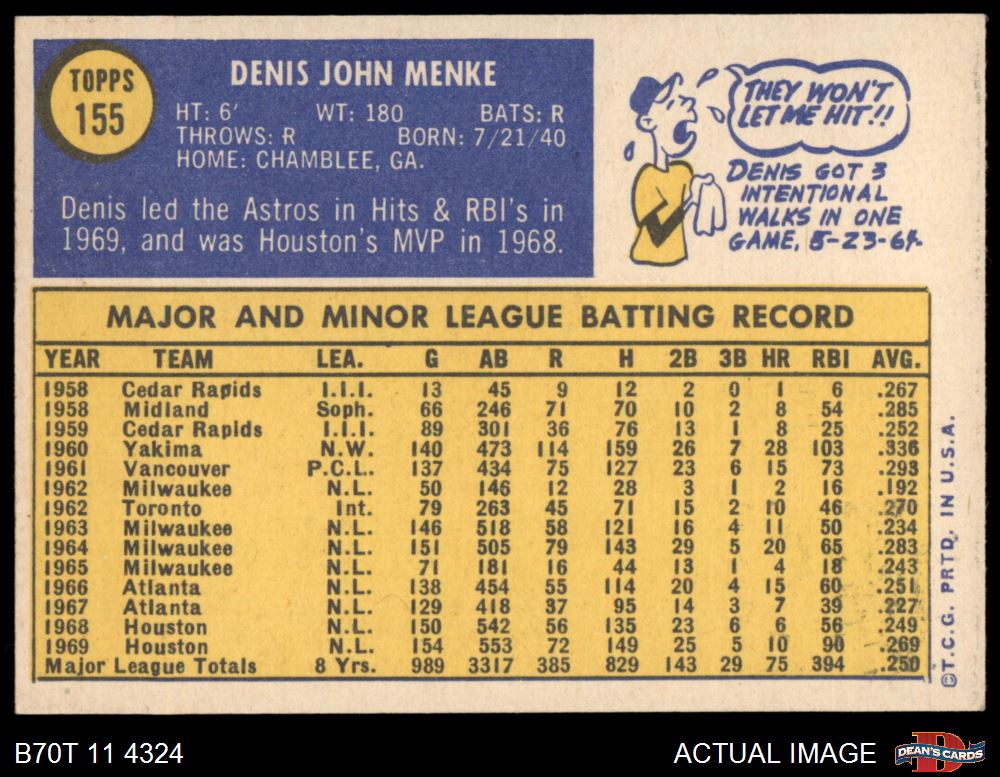 TOPPS
155
DENIS JOHN MENKE
HT: 6' WT: 180 BATS: R
THROWS: R BORN: 7/21/40
HOME: CHAMBLEE, GA.
Denis led the Astros in Hits & RBI's in
1969, and was Houston's MVP in 1968.
THEY WON'T
LET ME HIT!!
DENIS GOT 3
INTENTIONAL
WALKS IN ONE
GAME, 5-23-64.
MAJOR AND MINOR LEAGUE BATTING RECORD
YEAR TEAM LEA. G AB R H 2B 3B HR RBI AVG.
1958 Cedar Rapids I.I.I. 13 45 9 12 2 0 1 6 .267
1958 Midland Soph. 66 246 71 70 10 2 8 54 .285
1959 Cedar Rapids I.I.I. 89 301 36 76 13 1 8 25 .252
1960 Yakima N.W. 140 473 114 159 26 7 28 103 .336
1961 Vancouver P.C.L. 137 434 75 127 23 6 15 73 .293
1962 Milwaukee N.L. 50 146 12 28 3 1 2 16 .192
1962 Toronto Int. 79 263 45 71 15 2 10 46 .270
1963 Milwaukee N.L. 146 518 58 121 16 4 11 50 .234
1964 Milwaukee N.L. 151 505 79 143 29 5 20 65 .283
1965 Milwaukee N.L. 71 181 16 44 13 1 4 18 .243
1966 Atlanta N.L. 138 454 55 114 20 4 15 60 .251
1967 Atlanta N.L. 129 418 37 95 14 3 7 39 .227
1968 Houston N.L. 150 542 56 135 23 6 6 56 .249
1969 Houston N.L. 154 553 72 149 25 5 10 90 .269
Major League Totals 8 Yrs. 989 3317 385 829 143 29 75 394 .250
©T.C.G. PRTD. IN U.S.A.
B70T 11 4324
ACTUAL IMAGE
D
DEAN'S CARDS